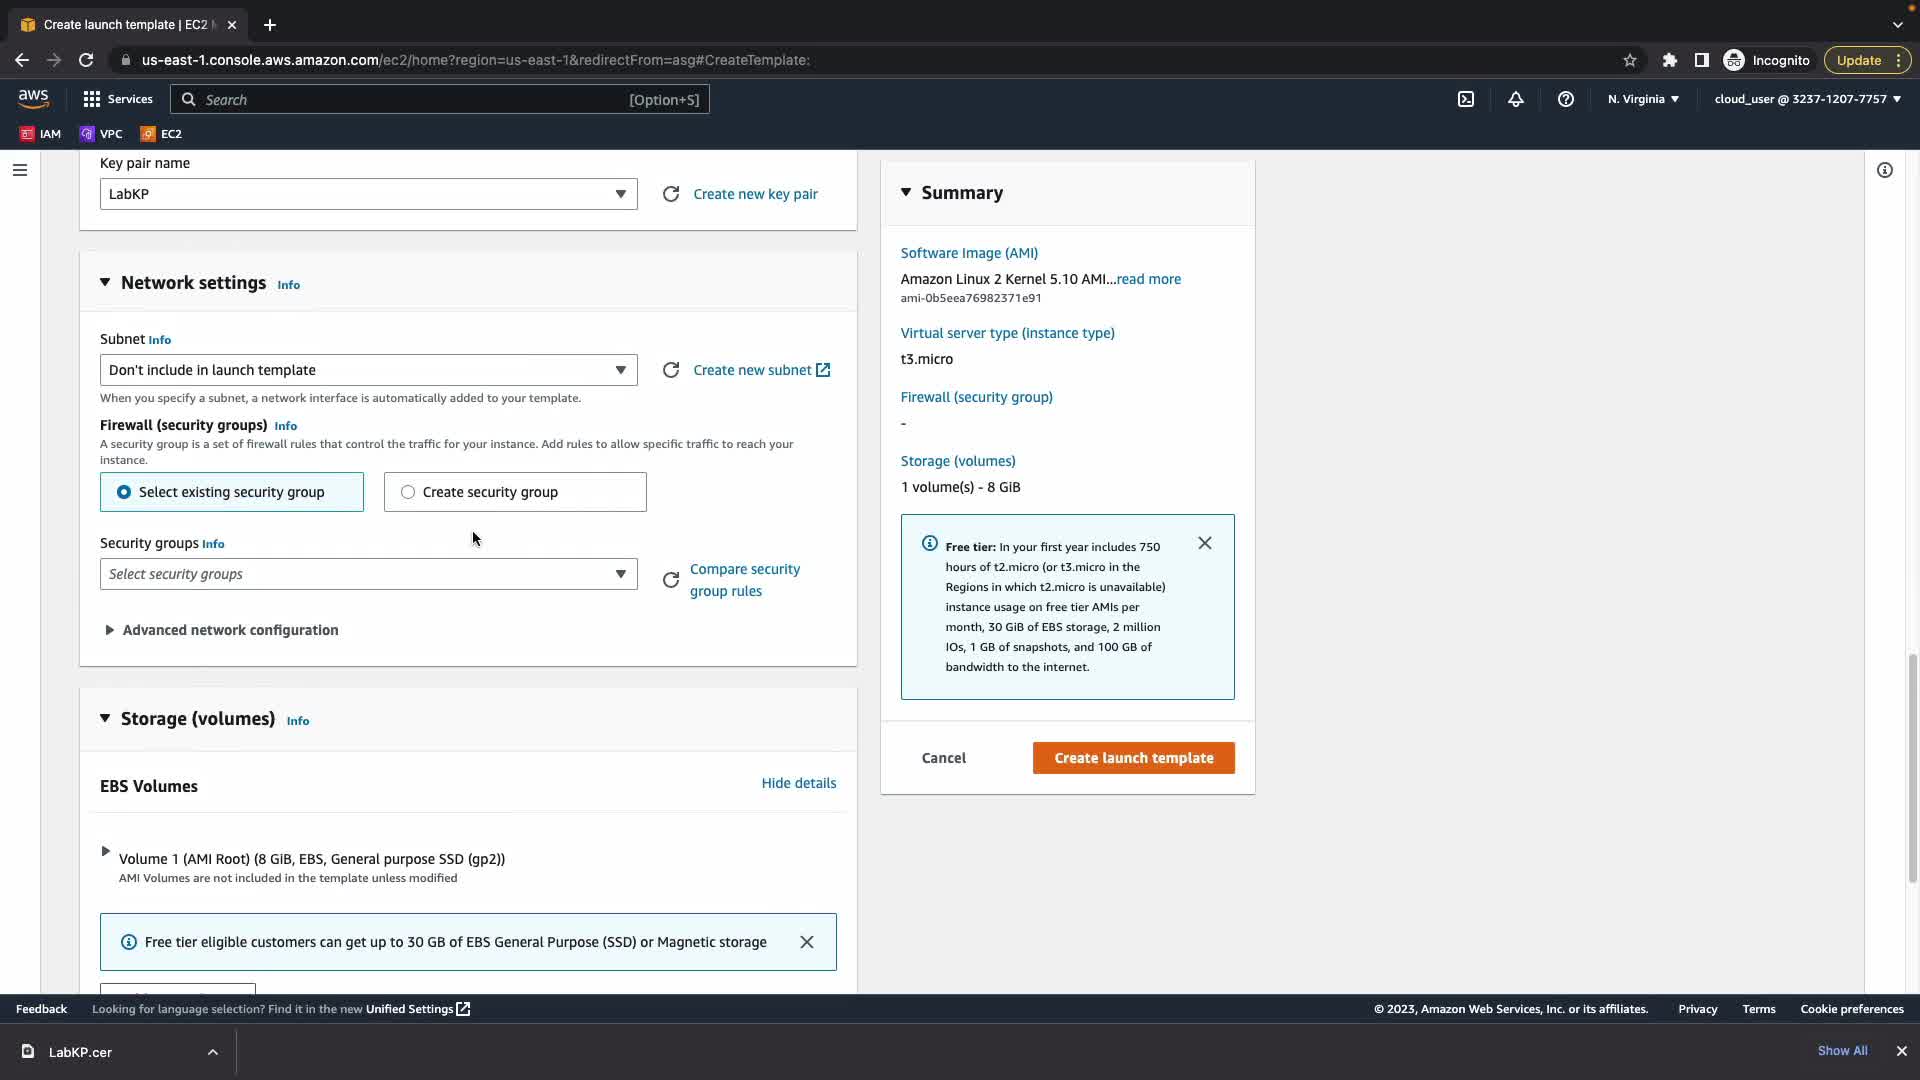 Create launch template | EC2
us-east-1.console.aws.amazon.com/ec2/home?region=us-east-1&redirectFrom=asg#CreateTemplate:
Incognito
Update
aws
Services
Search
[Option+S]
N. Virginia
cloud_user @ 3237-1207-7757
IAM
VPC
EC2
Key pair name
LabKP
Create new key pair
Network settings Info
Subnet Info
Don't include in launch template
Create new subnet
When you specify a subnet, a network interface is automatically added to your template.
Firewall (security groups) Info
A security group is a set of firewall rules that control the traffic for your instance. Add rules to allow specific traffic to reach your
instance.
Select existing security group
Create security group
Security groups Info
Select security groups
Compare security
group rules
Advanced network configuration
Storage (volumes) Info
EBS Volumes
Hide details
Volume 1 (AMI Root) (8 GiB, EBS, General purpose SSD (gp2))
AMI Volumes are not included in the template unless modified
Free tier eligible customers can get up to 30 GB of EBS General Purpose (SSD) or Magnetic storage
Summary
Software Image (AMI)
Amazon Linux 2 Kernel 5.10 AMI...read more
ami-0b5eea76982371e91
Virtual server type (instance type)
t3.micro
Firewall (security group)
-
Storage (volumes)
1 volume(s) - 8 GiB
Free tier: In your first year includes 750
hours of t2.micro (or t3.micro in the
Regions in which t2.micro is unavailable)
instance usage on free tier AMIs per
month, 30 GiB of EBS storage, 2 million
IOs, 1 GB of snapshots, and 100 GB of
bandwidth to the internet.
Cancel
Create launch template
Feedback
Looking for language selection? Find it in the new Unified Settings
© 2023, Amazon Web Services, Inc. or its affiliates.
Privacy
Terms
Cookie preferences
LabKP.cer
Show All